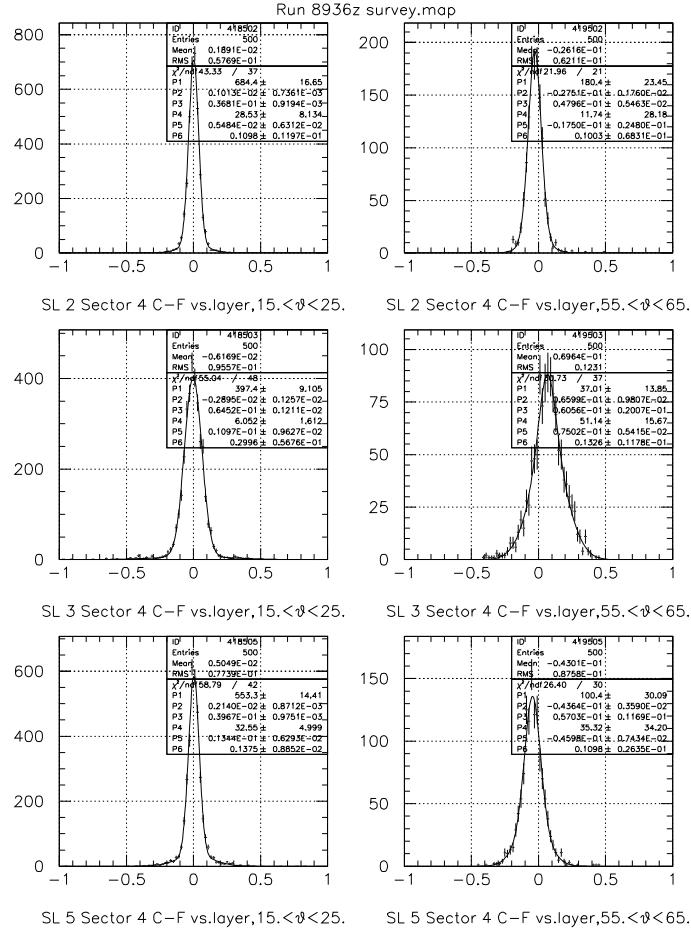 Run 8936z survey.map
ID 418502
Entries 500
Mean 0.1891E-02
RMS 0.5769E-01
χ²/ndf 43.33 / 37
P1 684.4 ± 16.65
P2 0.1013E-02 ± 0.7361E-03
P3 0.3681E-01 ± 0.9194E-03
P4 28.53 ± 8.134
P5 0.5484E-02 ± 0.6312E-02
P6 0.1098 ± 0.1197E-01
800
600
400
200
0
−1 −0.5 0 0.5 1
SL 2 Sector 4 C−F vs.layer,15.<ϑ<25.
ID 419502
Entries 500
Mean −0.2616E-01
RMS 0.6211E-01
χ²/ndf 21.96 / 21
P1 180.4 ± 23.45
P2 −0.2751E-01 ± 0.1760E-02
P3 0.4796E-01 ± 0.5463E-02
P4 11.74 ± 28.18
P5 −0.1750E-01 ± 0.2480E-01
P6 0.1003 ± 0.6831E-01
200
150
100
50
0
−1 −0.5 0 0.5 1
SL 2 Sector 4 C−F vs.layer,55.<ϑ<65.
ID 418503
Entries 500
Mean −0.6169E-02
RMS 0.9557E-01
χ²/ndf 55.04 / 48
P1 397.4 ± 9.105
P2 −0.2895E-02 ± 0.1257E-02
P3 0.6452E-01 ± 0.1211E-02
P4 6.052 ± 1.612
P5 0.1097E-01 ± 0.9627E-02
P6 0.2996 ± 0.5676E-01
400
200
0
−1 −0.5 0 0.5 1
SL 3 Sector 4 C−F vs.layer,15.<ϑ<25.
ID 419503
Entries 500
Mean 0.6964E-01
RMS 0.1231
χ²/ndf 30.73 / 37
P1 37.01 ± 13.85
P2 0.6599E-01 ± 0.9807E-02
P3 0.6056E-01 ± 0.2007E-01
P4 51.14 ± 15.67
P5 0.7502E-01 ± 0.5415E-02
P6 0.1326 ± 0.1178E-01
100
75
50
25
0
−1 −0.5 0 0.5 1
SL 3 Sector 4 C−F vs.layer,55.<ϑ<65.
ID 418505
Entries 500
Mean 0.5049E-02
RMS 0.7739E-01
χ²/ndf 58.79 / 42
P1 553.3 ± 14.41
P2 0.2140E-02 ± 0.8712E-03
P3 0.3967E-01 ± 0.9751E-03
P4 32.55 ± 4.999
P5 0.1344E-01 ± 0.6293E-02
P6 0.1375 ± 0.8852E-02
600
400
200
0
−1 −0.5 0 0.5 1
SL 5 Sector 4 C−F vs.layer,15.<ϑ<25.
ID 419505
Entries 500
Mean −0.4301E-01
RMS 0.8758E-01
χ²/ndf 26.40 / 30
P1 100.4 ± 30.09
P2 −0.4364E-01 ± 0.3590E-02
P3 0.5703E-01 ± 0.1169E-01
P4 35.32 ± 34.20
P5 −0.4598E-01 ± 0.7434E-02
P6 0.1098 ± 0.2635E-01
150
100
50
0
−1 −0.5 0 0.5 1
SL 5 Sector 4 C−F vs.layer,55.<ϑ<65.